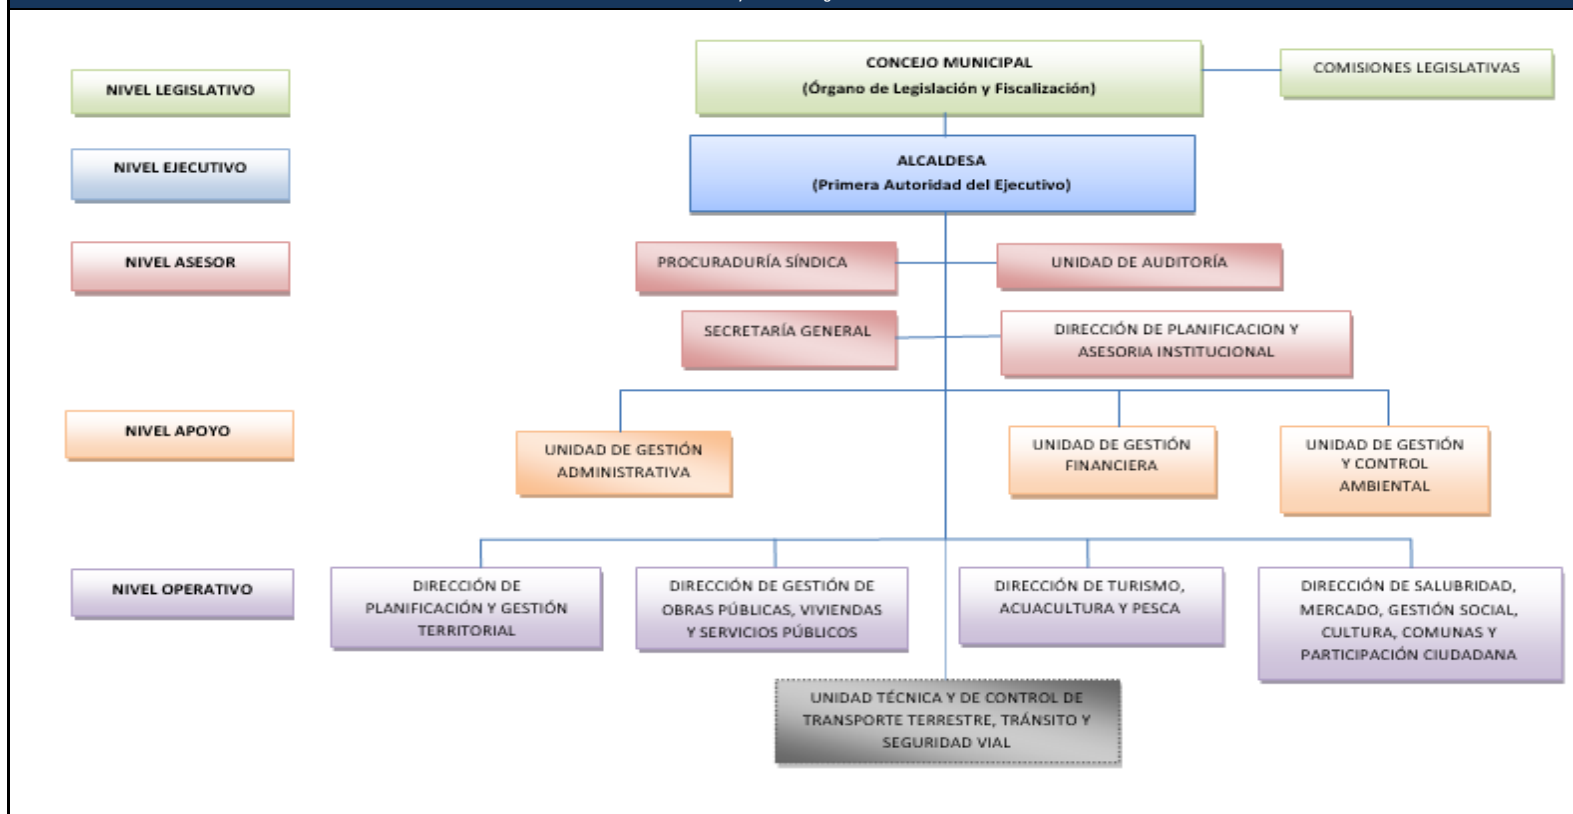 CONCEJO MUNICIPAL
(Órgano de Legislación y Fiscalización)
COMISIONES LEGISLATIVAS
NIVEL LEGISLATIVO
NIVEL EJECUTIVO
ALCALDESA
(Primera Autoridad del Ejecutivo)
NIVEL ASESOR
PROCURADURÍA SÍNDICA
UNIDAD DE AUDITORÍA
SECRETARÍA GENERAL
DIRECCIÓN DE PLANIFICACION Y
ASESORIA INSTITUCIONAL
NIVEL APOYO
UNIDAD DE GESTIÓN
ADMINISTRATIVA
UNIDAD DE GESTIÓN
FINANCIERA
UNIDAD DE GESTIÓN
Y CONTROL
AMBIENTAL
NIVEL OPERATIVO
DIRECCIÓN DE
PLANIFICACIÓN Y GESTIÓN
TERRITORIAL
DIRECCIÓN DE GESTIÓN DE
OBRAS PÚBLICAS, VIVIENDAS
Y SERVICIOS PÚBLICOS
DIRECCIÓN DE TURISMO,
ACUACULTURA Y PESCA
DIRECCIÓN DE SALUBRIDAD,
MERCADO, GESTIÓN SOCIAL,
CULTURA, COMUNAS Y
PARTICIPACIÓN CIUDADANA
UNIDAD TÉCNICA Y DE CONTROL DE
TRANSPORTE TERRESTRE, TRÁNSITO Y
SEGURIDAD VIAL